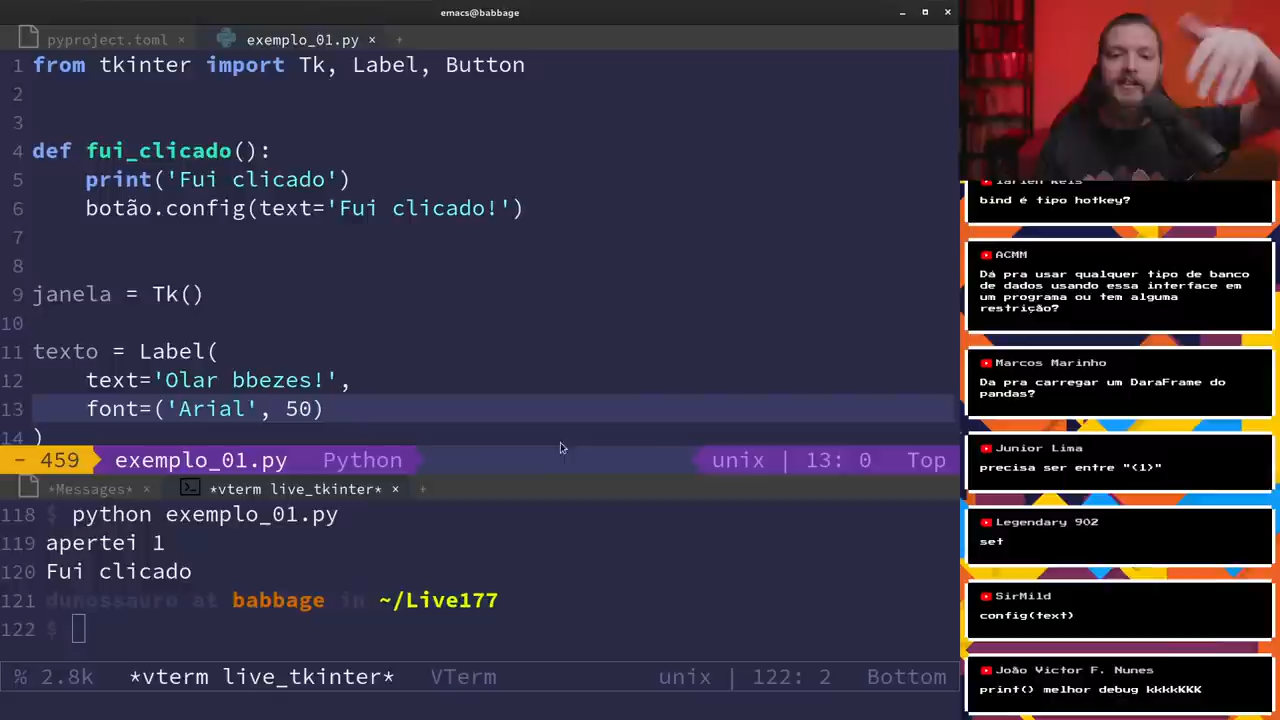 emacs@babbage
pyproject.toml ×
exemplo_01.py × +
1 from tkinter import Tk, Label, Button
2
3
4 def fui_clicado():
5 print('Fui clicado')
6 botão.config(text='Fui clicado!')
7
8
9 janela = Tk()
10
11 texto = Label(
12 text='Olar bbezes!',
13 font=('Arial', 50)
14 )
- 459 exemplo_01.py Python unix | 13: 0 Top
*Messages* × *vterm live_tkinter* × +
118 $ python exemplo_01.py
119 apertei 1
120 Fui clicado
121 dunossauro at babbage in ~/Live177
122 $
% 2.8k *vterm live_tkinter* VTerm unix | 122: 2 Bottom
bind é tipo hotkey?
ACMM
Dá pra usar qualquer tipo de banco
de dados usando essa interface em
um programa ou tem alguma
restrição?
Marcos Marinho
Da pra carregar um DaraFrame do
pandas?
Junior Lima
precisa ser entre "(1)"
Legendary 902
set
SirMild
config(text)
João Victor F. Nunes
print() melhor debug kkkkKKK